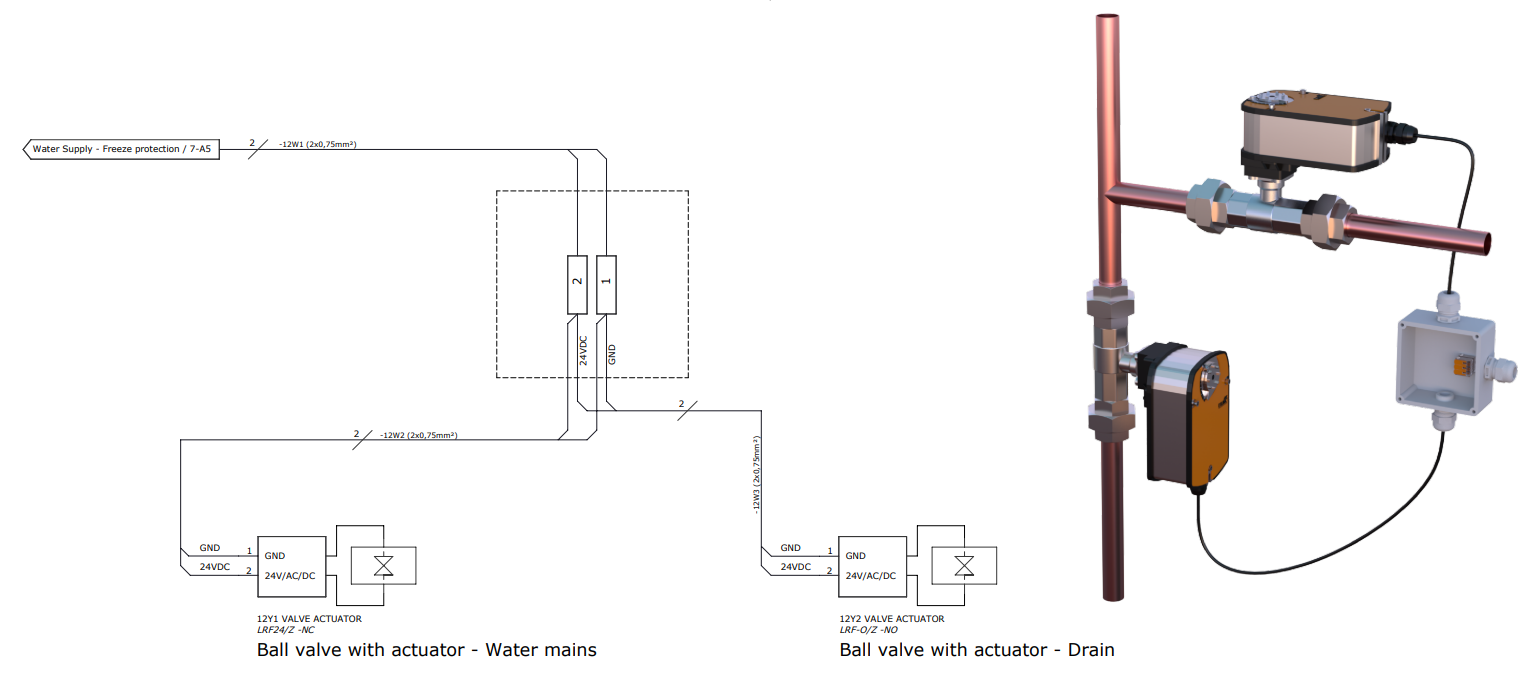 Water Supply - Freeze protection / 7-A5
2
-12W1 (2x0,75mm²)
2
1
24VDC
GND
2
2
-12W2 (2x0,75mm²)
-12W3 (2x0,75mm²)
GND
1
GND
24VDC
2
24V/AC/DC
12Y1 VALVE ACTUATOR
LRF24/Z -NC
Ball valve with actuator - Water mains
GND
1
GND
24VDC
2
24V/AC/DC
12Y2 VALVE ACTUATOR
LRF-O/Z -NO
Ball valve with actuator - Drain